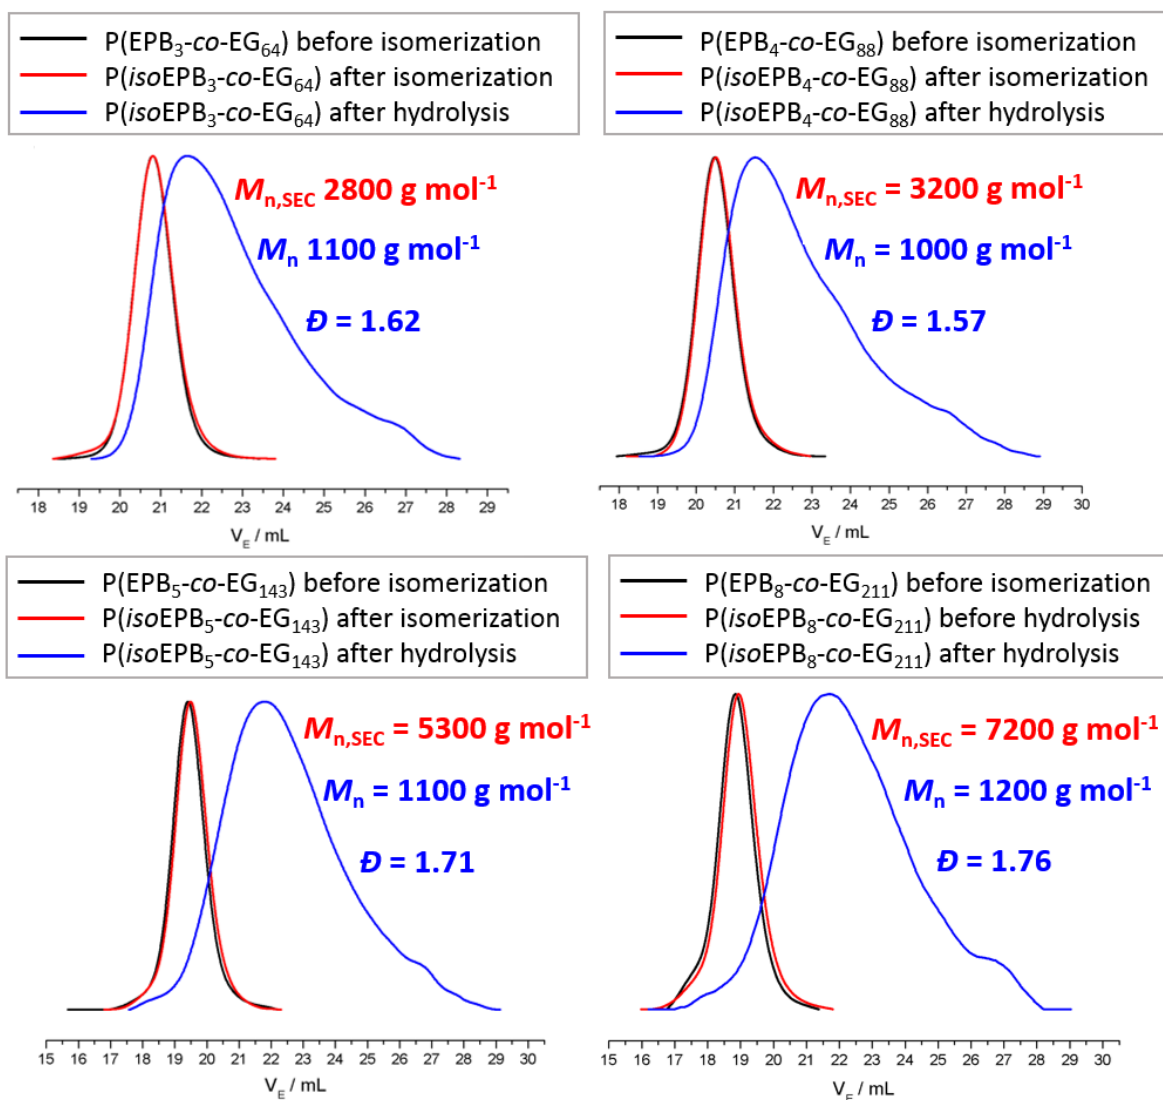 P(EPB₃-co-EG₆₄) before isomerization
P(isoEPB₃-co-EG₆₄) after isomerization
P(isoEPB₃-co-EG₆₄) after hydrolysis
Mn,SEC 2800 g mol⁻¹
Mn 1100 g mol⁻¹
Đ = 1.62
18 19 20 21 22 23 24 25 26 27 28 29
V_E / mL
P(EPB₄-co-EG₈₈) before isomerization
P(isoEPB₄-co-EG₈₈) after isomerization
P(isoEPB₄-co-EG₈₈) after hydrolysis
Mn,SEC = 3200 g mol⁻¹
Mn = 1000 g mol⁻¹
Đ = 1.57
18 19 20 21 22 23 24 25 26 27 28 29 30
V_E / mL
P(EPB₅-co-EG₁₄₃) before isomerization
P(isoEPB₅-co-EG₁₄₃) after isomerization
P(isoEPB₅-co-EG₁₄₃) after hydrolysis
Mn,SEC = 5300 g mol⁻¹
Mn = 1100 g mol⁻¹
Đ = 1.71
15 16 17 18 19 20 21 22 23 24 25 26 27 28 29 30
V_E / mL
P(EPB₈-co-EG₂₁₁) before isomerization
P(isoEPB₈-co-EG₂₁₁) before hydrolysis
P(isoEPB₈-co-EG₂₁₁) after hydrolysis
Mn,SEC = 7200 g mol⁻¹
Mn = 1200 g mol⁻¹
Đ = 1.76
15 16 17 18 19 20 21 22 23 24 25 26 27 28 29 30
V_E / mL